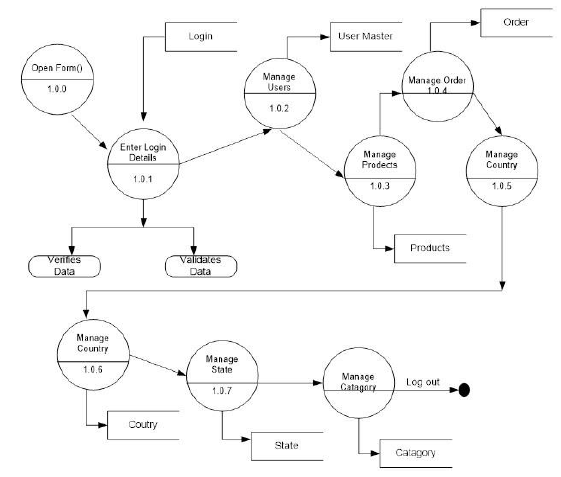 Login
User Master
Order
Open Form()
1.0.0
Manage
Users
1.0.2
Manage Order
1.0.4
Enter Login
Details
1.0.1
Manage
Prodects
1.0.3
Manage
Country
1.0.5
Products
Verifies
Data
Validates
Data
Manage
Country
1.0.6
Manage
State
1.0.7
Manage
Catagory
Log out
Coutry
State
Catagory